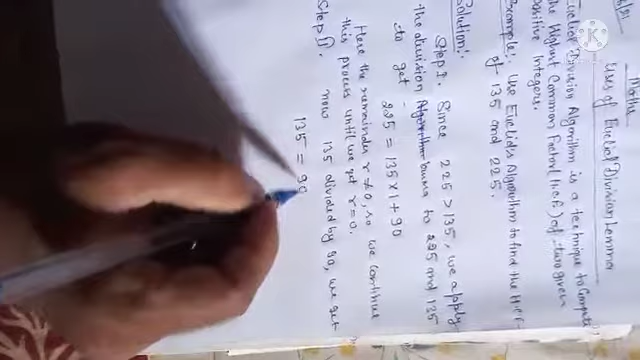 Maths
Uses of Euclid Division Lemma
Euclid Division Algorithm is a technique to Compute
the Highest Common Factor (H.C.F) of two given
positive integers.
Example:- Use Euclid's Algorithm to find the H.C.F
of 135 and 225.
Solution:-
Step I. Since 225 > 135, we apply
the division lemma to 225 and 135
to get
225 = 135 x 1 + 90
Here the remainder r ≠ 0, so we continue
this process until we get r = 0.
Step II. now 135 divided by 90, we get
135 = 90